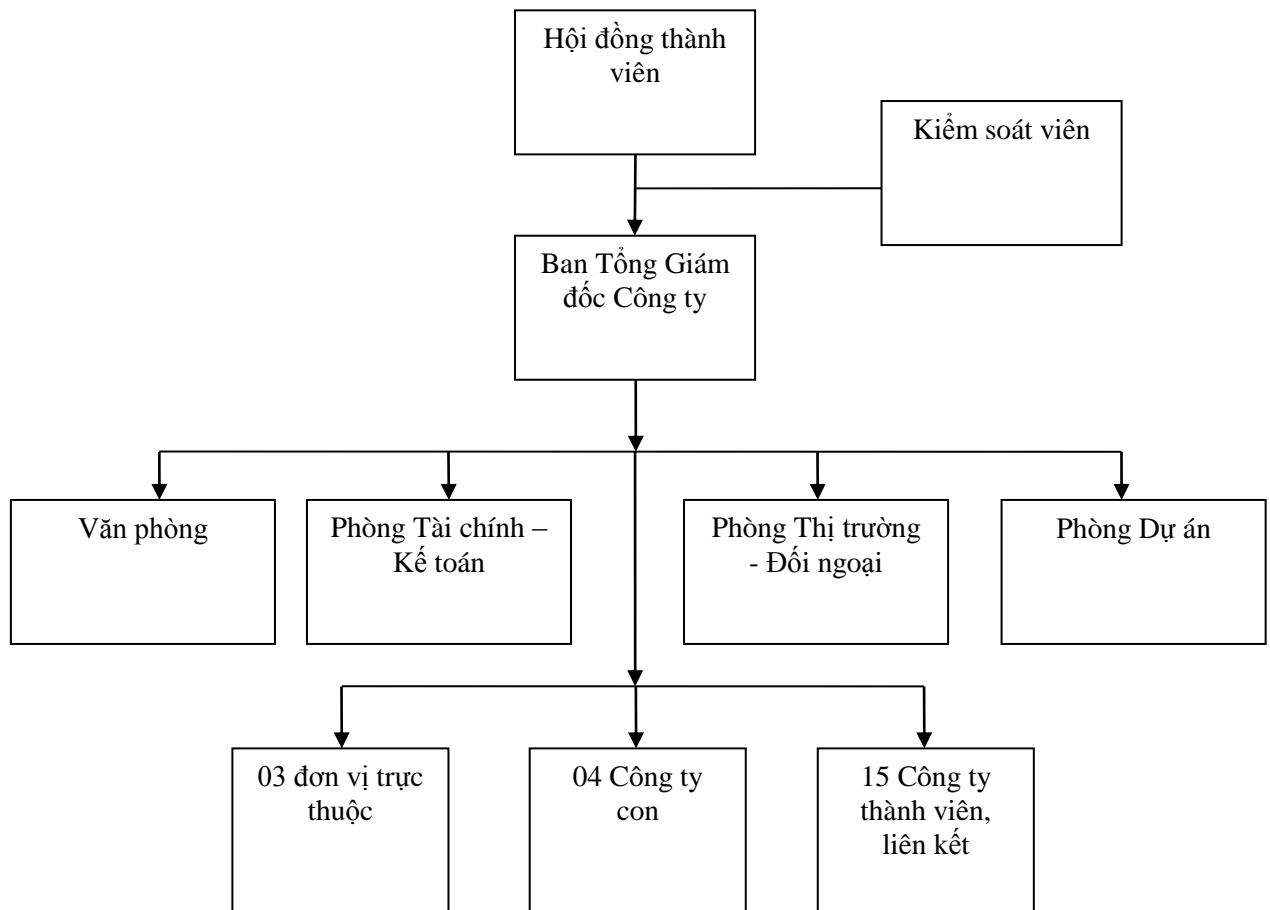 Hội đồng thành
viên
Kiểm soát viên
Ban Tổng Giám
đốc Công ty
Văn phòng
Phòng Tài chính –
Kế toán
Phòng Thị trường
- Đối ngoại
Phòng Dự án
03 đơn vị trực
thuộc
04 Công ty
con
15 Công ty
thành viên,
liên kết